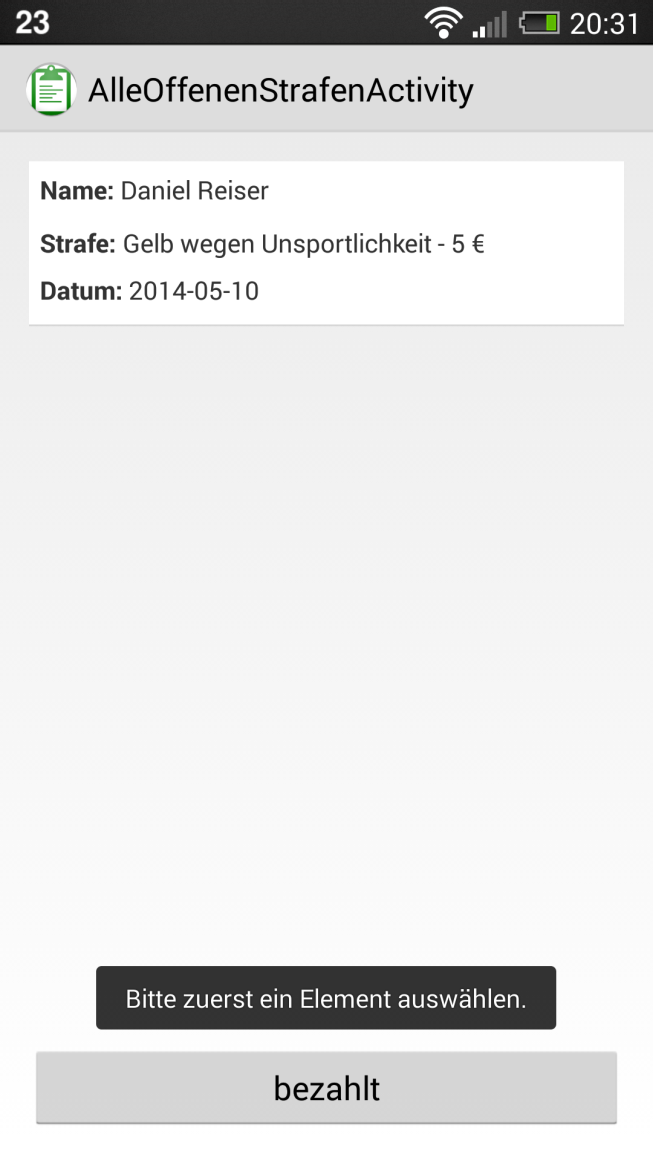 23
20:31
AlleOffenenStrafenActivity
Name: Daniel Reiser
Strafe: Gelb wegen Unsportlichkeit - 5 €
Datum: 2014-05-10
Bitte zuerst ein Element auswählen.
bezahlt